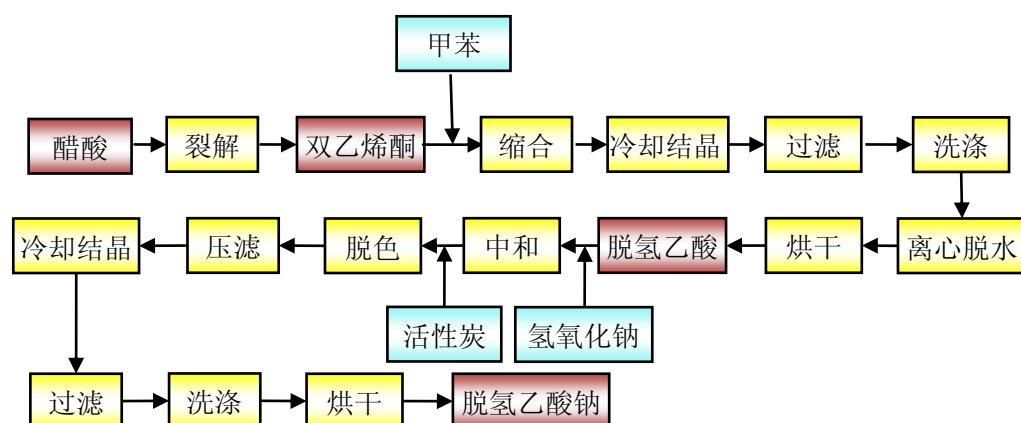 甲苯
醋酸
裂解
双乙烯酮
缩合
冷却结晶
过滤
洗涤
冷却结晶
压滤
脱色
中和
脱氢乙酸
烘干
离心脱水
活性炭
氢氧化钠
过滤
洗涤
烘干
脱氢乙酸钠